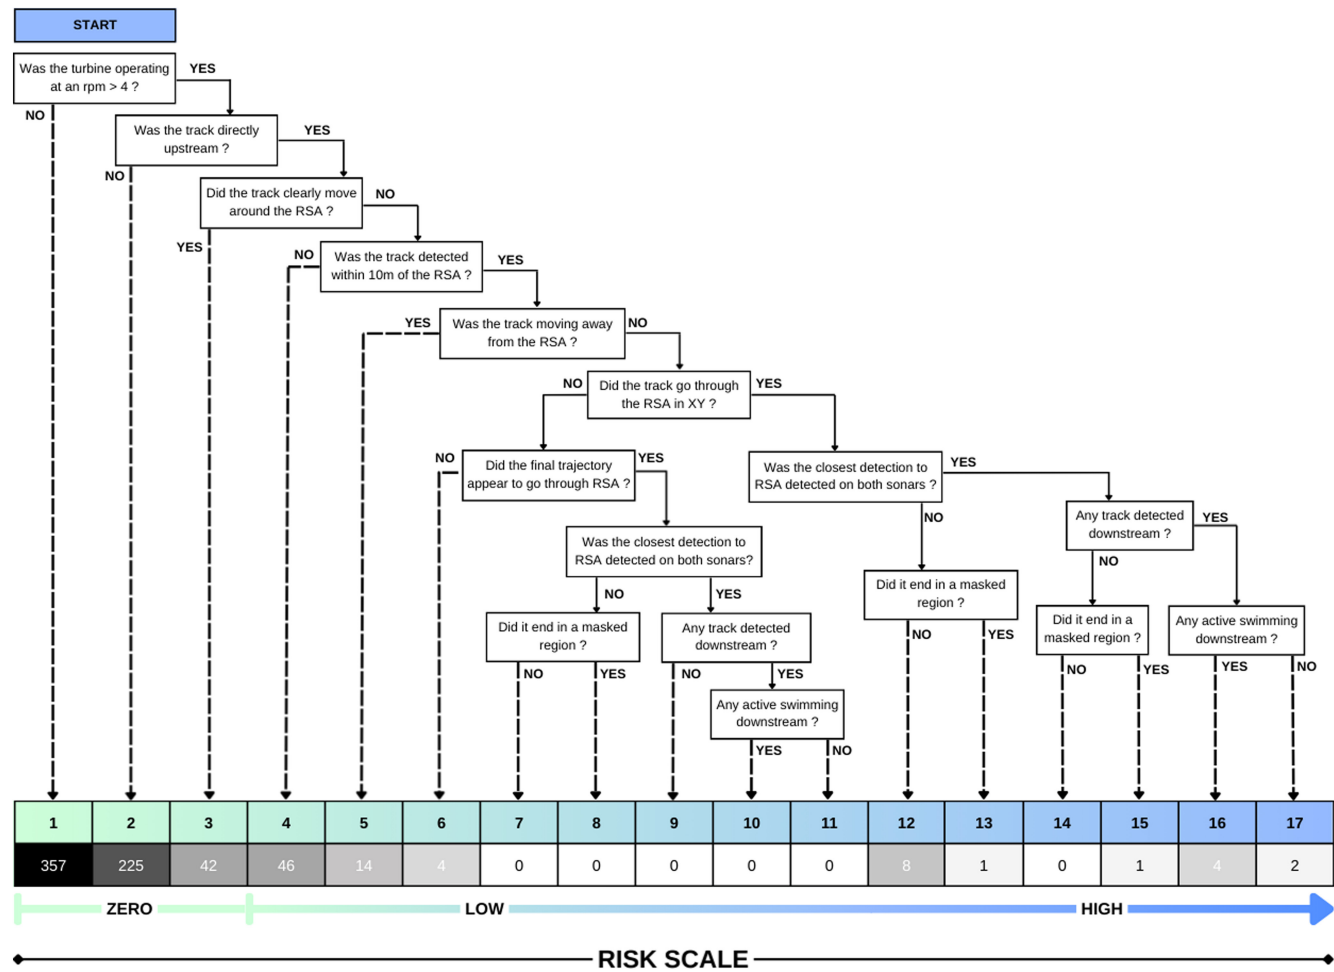 START
Was the turbine operating
at an rpm > 4 ?
YES
NO
Was the track directly
upstream ?
YES
NO
Did the track clearly move
around the RSA ?
NO
YES
Was the track detected
within 10m of the RSA ?
NO
YES
Was the track moving away
from the RSA ?
YES
NO
Did the track go through
the RSA in XY ?
NO
YES
Did the final trajectory
appear to go through RSA ?
NO
YES
Was the closest detection to
RSA detected on both sonars ?
YES
NO
Any track detected
downstream ?
YES
NO
Was the closest detection to
RSA detected on both sonars?
NO
YES
Did it end in a masked
region ?
NO
YES
Did it end in a masked
region ?
NO
YES
Any track detected
downstream ?
NO
YES
Did it end in a
masked region ?
NO
YES
Any active swimming
downstream ?
YES
NO
Any active swimming
downstream ?
YES
NO
1 2 3 4 5 6 7 8 9 10 11 12 13 14 15 16 17
357 225 42 46 14 4 0 0 0 0 0 8 1 0 1 4 2
ZERO LOW HIGH
RISK SCALE